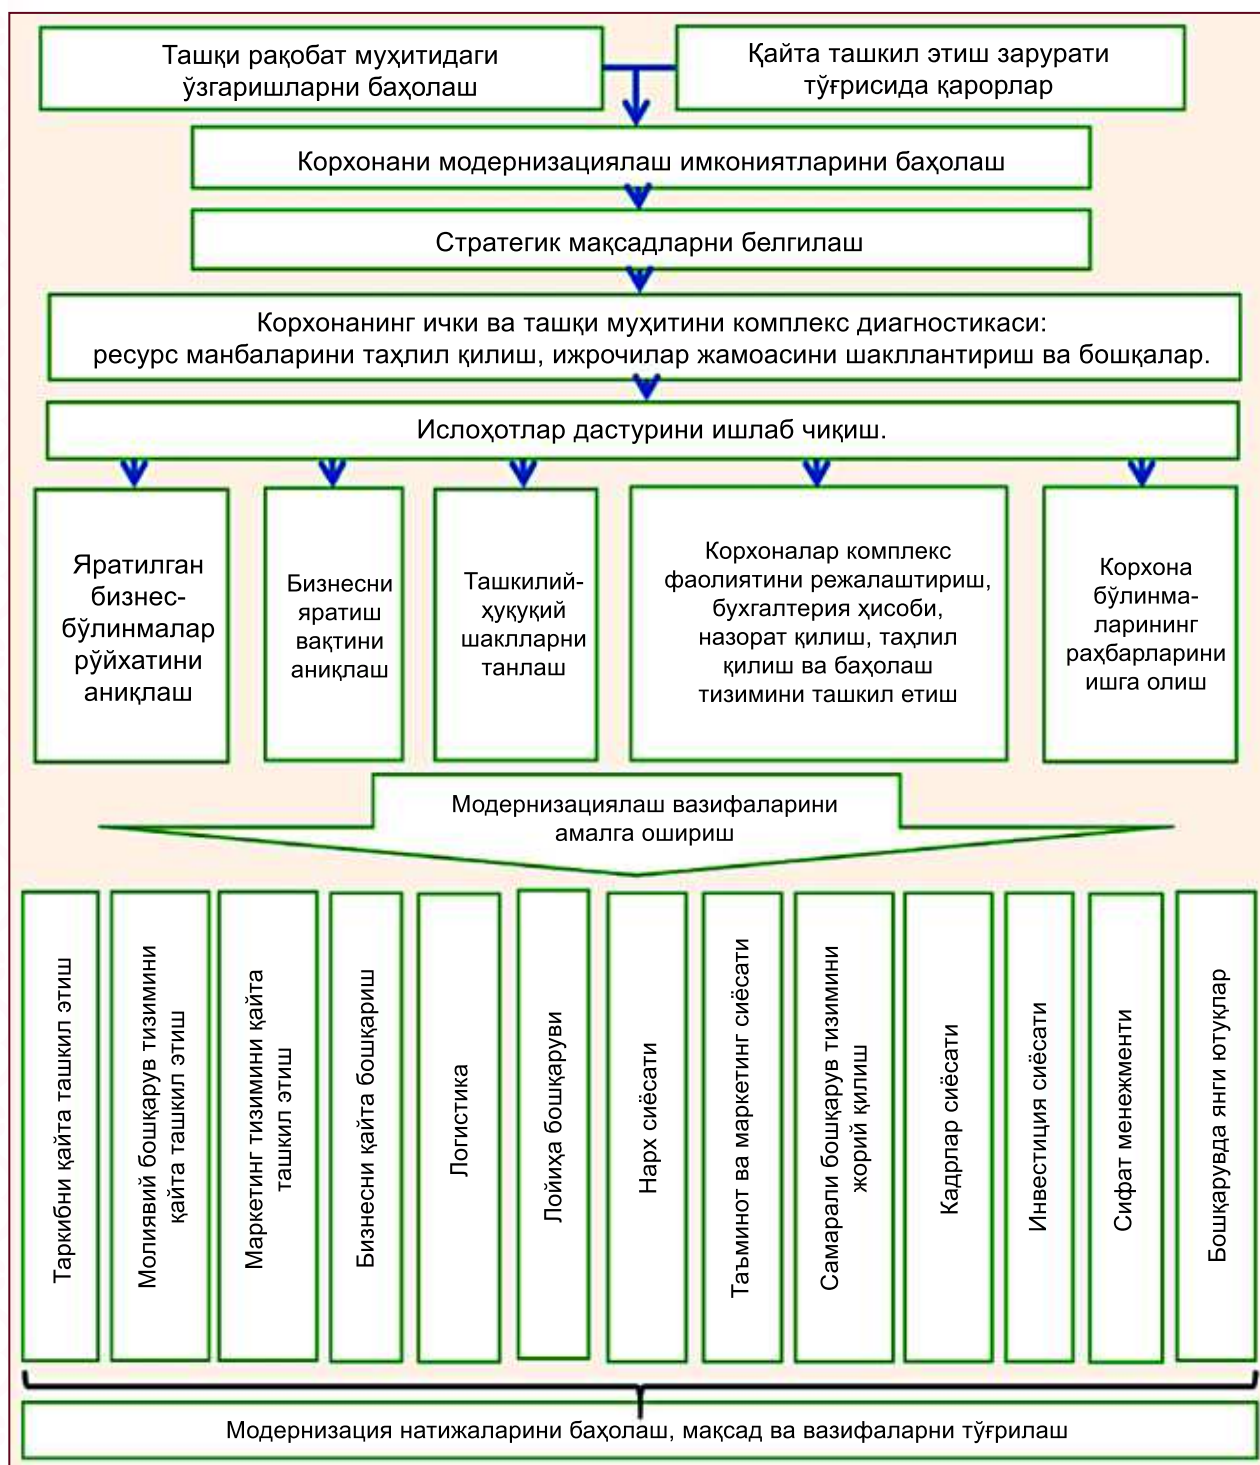 Ташқи рақобат муҳитидаги
ўзгаришларни баҳолаш
Қайта ташкил этиш зарурати
тўғрисида қарорлар
Корхонани модернизациялаш имкониятларини баҳолаш
Стратегик мақсадларни белгилаш
Корхонанинг ички ва ташқи муҳитини комплекс диагностикаси:
ресурс манбаларини таҳлил қилиш, ижрочилар жамоасини шакллантириш ва бошқалар.
Ислоҳотлар дастурини ишлаб чиқиш.
Яратилган
бизнес-
бўлинмалар
рўйхатини
аниқлаш
Бизнесни
яратиш
вақтини
аниқлаш
Ташкилий-
ҳуқуқий
шаклларни
танлаш
Корхоналар комплекс
фаолиятини режалаштириш,
бухгалтерия ҳисоби,
назорат қилиш, таҳлил
қилиш ва баҳолаш
тизимини ташкил етиш
Корхона
бўлинма-
ларининг
раҳбарларини
ишга олиш
Модернизациялаш вазифаларини
амалга ошириш
Таркибни қайта ташкил этиш
Молиявий бошқарув тизимини
қайта ташкил этиш
Маркетинг тизимини қайта
ташкил этиш
Бизнесни қайта бошқариш
Логистика
Лойиҳа бошқаруви
Нарх сиёсати
Таъминот ва маркетинг сиёсати
Самарали бошқарув тизимини
жорий қилиш
Кадрлар сиёсати
Инвестиция сиёсати
Сифат менежменти
Бошқарувда янги ютуқлар
Модернизация натижаларини баҳолаш, мақсад ва вазифаларни тўғрилаш